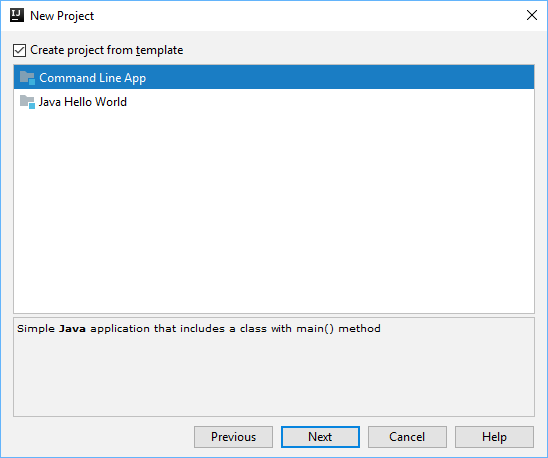 IJ New Project
Create project from template
Command Line App
Java Hello World
Simple Java application that includes a class with main() method
Previous Next Cancel Help